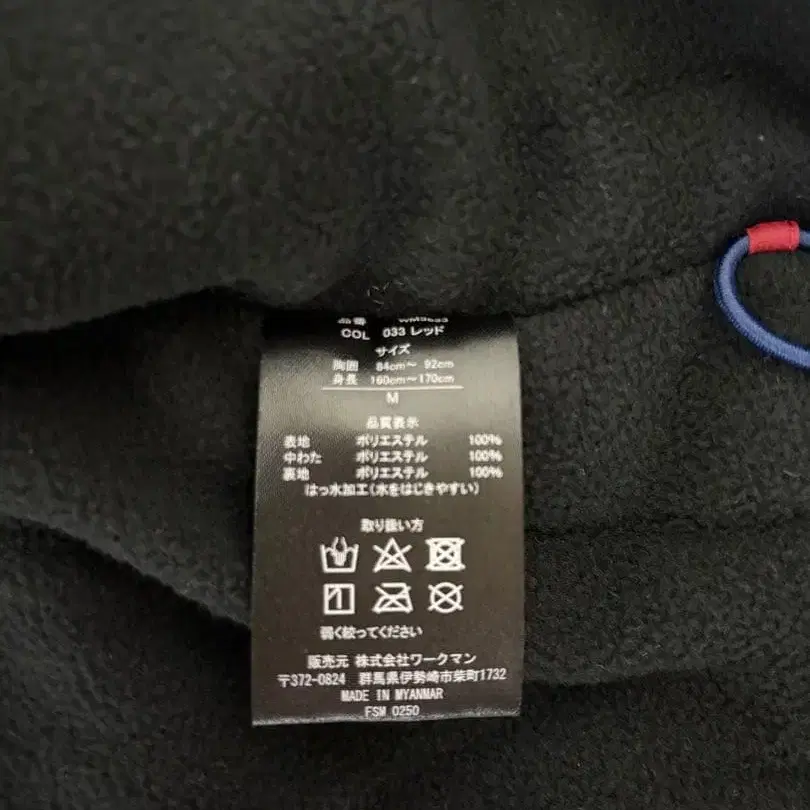 品番 WM3633
COL 033 レッド
サイズ
胸囲 84cm～ 92cm
身長 160cm～170cm
M
品質表示
表地 ポリエステル 100%
中わた ポリエステル 100%
裏地 ポリエステル 100%
はっ水加工(水をはじきやすい)
取り扱い方
弱く絞ってください
販売元 株式会社ワークマン
〒372-0824 群馬県伊勢崎市柴町1732
MADE IN MYANMAR
FSM 0250